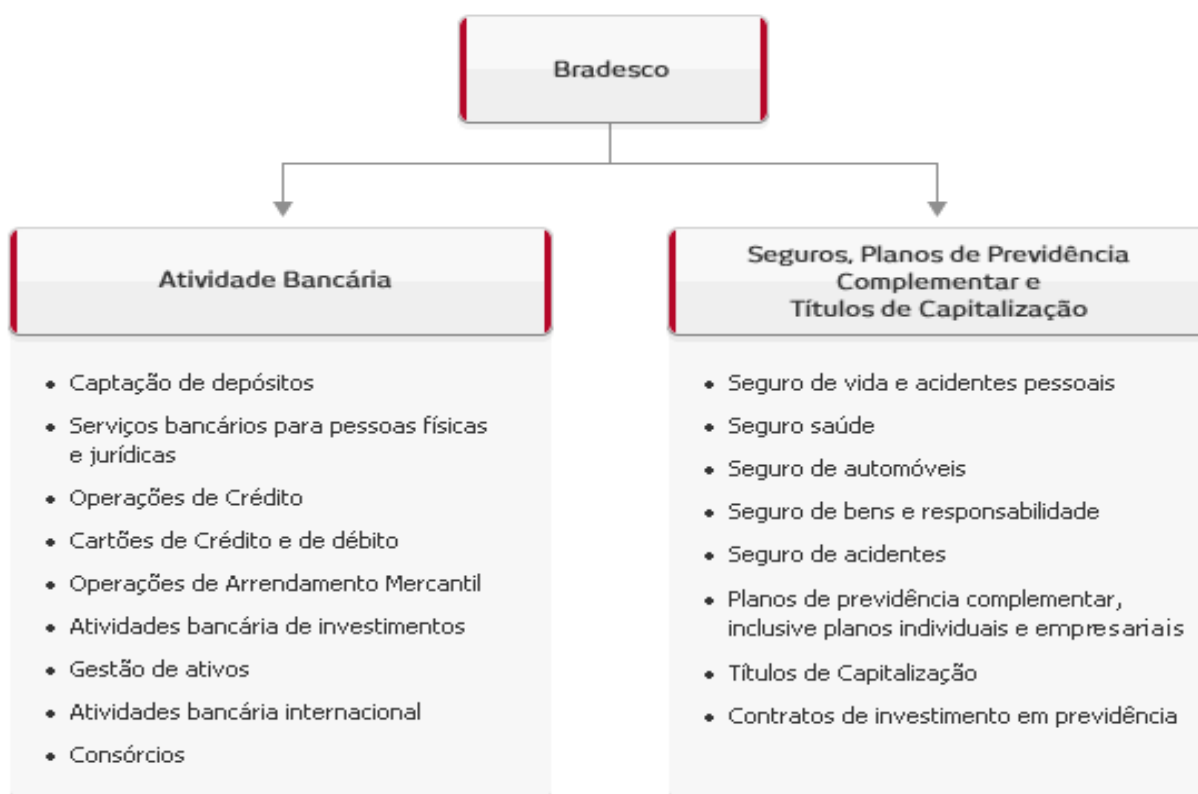 Bradesco
Atividade Bancária
• Captação de depósitos
• Serviços bancários para pessoas físicas
e jurídicas
• Operações de Crédito
• Cartões de Crédito e de débito
• Operações de Arrendamento Mercantil
• Atividades bancária de investimentos
• Gestão de ativos
• Atividades bancária internacional
• Consórcios
Seguros, Planos de Previdência
Complementar e
Títulos de Capitalização
• Seguro de vida e acidentes pessoais
• Seguro saúde
• Seguro de automóveis
• Seguro de bens e responsabilidade
• Seguro de acidentes
• Planos de previdência complementar,
inclusive planos individuais e empresariais
• Títulos de Capitalização
• Contratos de investimento em previdência